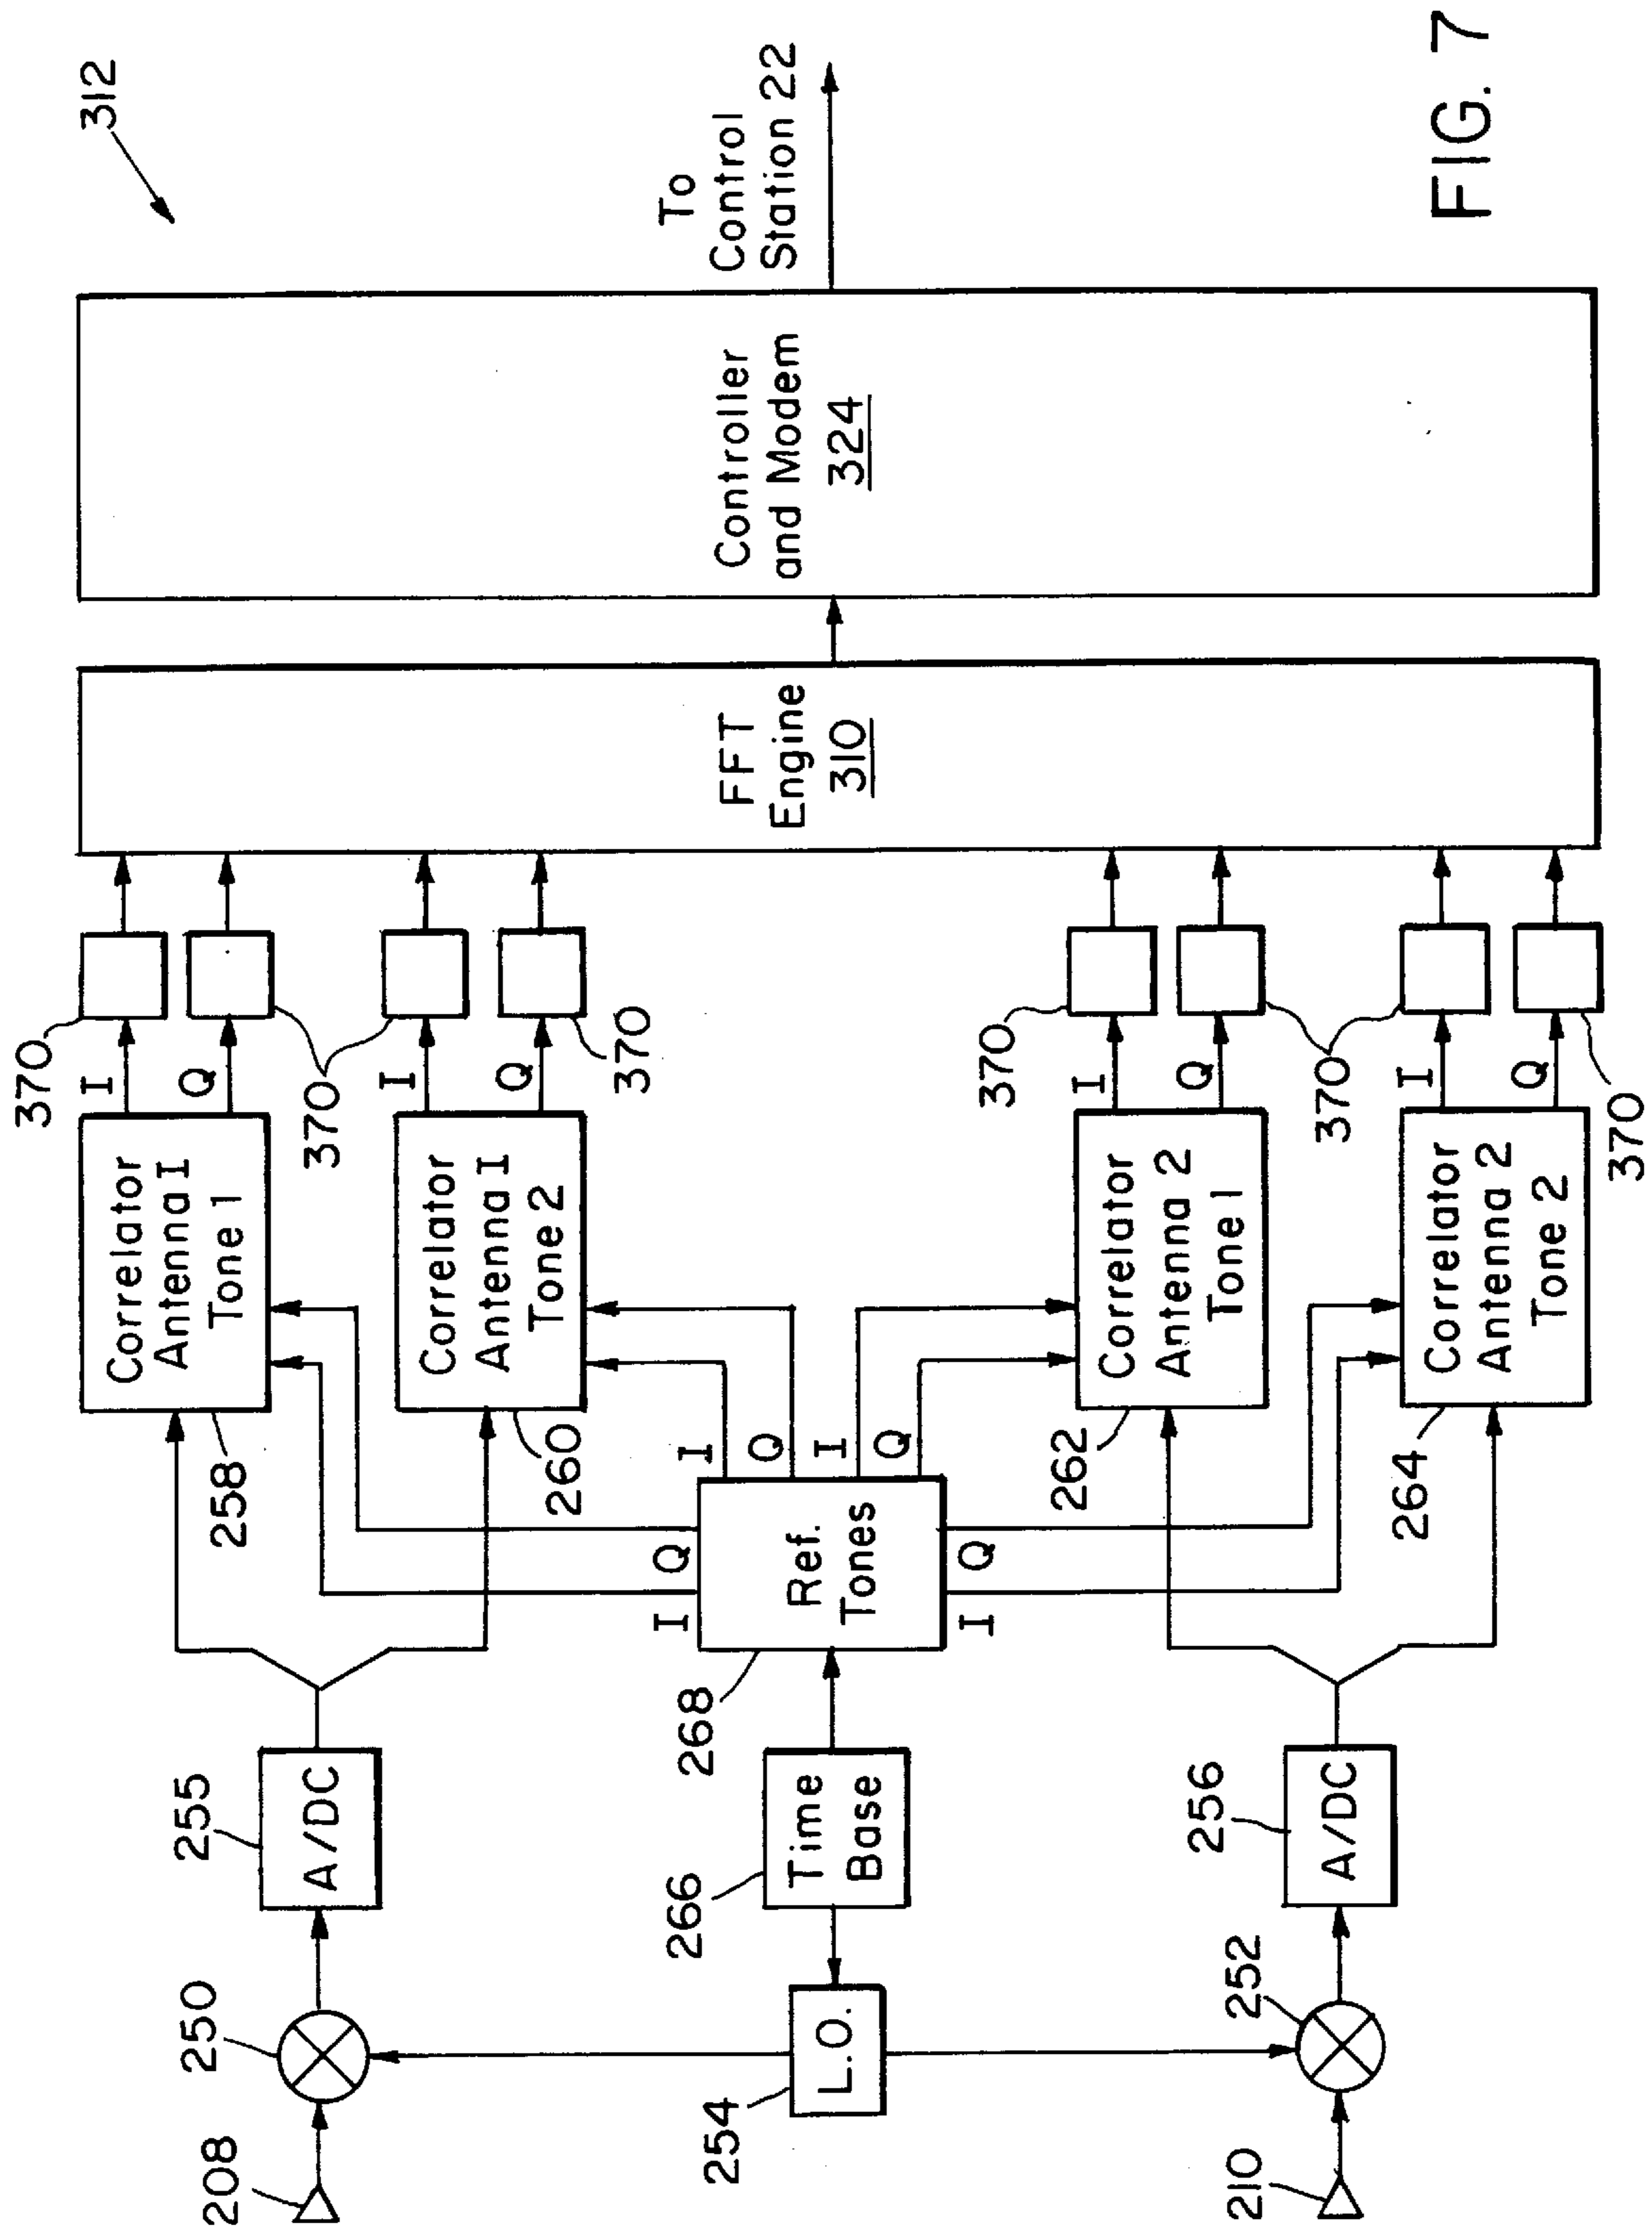 312
To
Control
Station 22
Controller
and Modem
324
FFT
Engine
310
370
370
370
370
370
370
I
Q
I
Q
I
Q
I
Q
Correlator
Antenna 1
Tone 1
258
Correlator
Antenna 1
Tone 2
260
Correlator
Antenna 2
Tone 1
262
Correlator
Antenna 2
Tone 2
264
I
Q
I
Q
I
Q
I
Q
Ref.
Tones
268
255
A/DC
266
Time
Base
256
A/DC
250
254
L.O.
252
208
210
FIG. 7